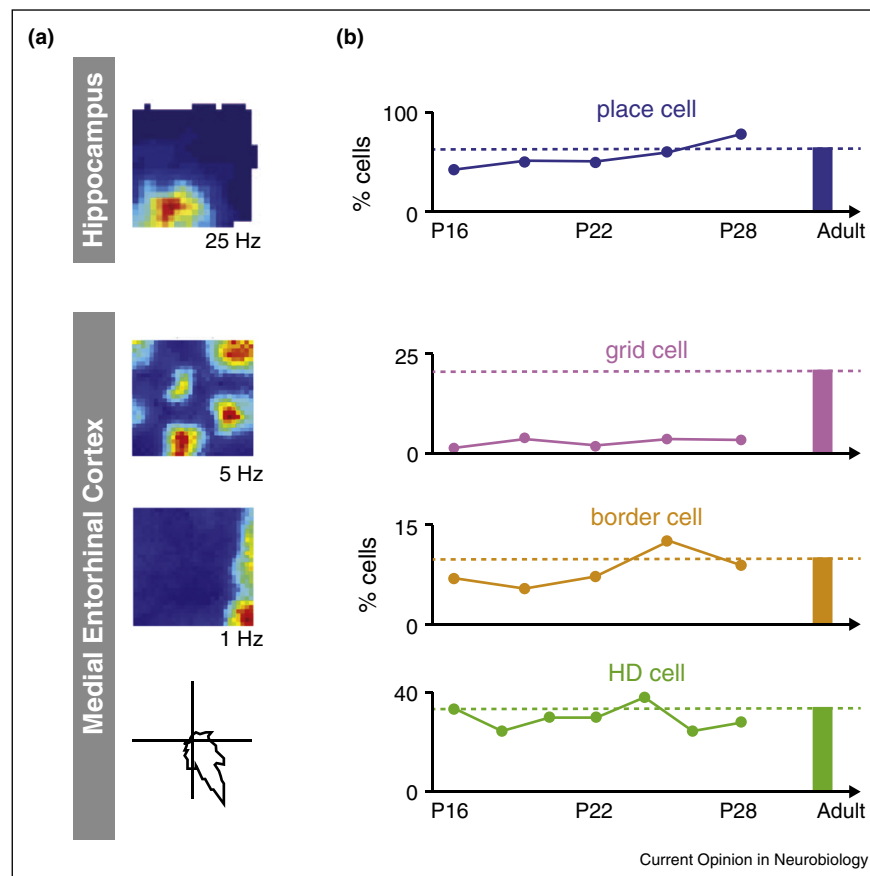 (a)
(b)
Hippocampus
25 Hz
place cell
100
% cells
0
P16 P22 P28 Adult
Medial Entorhinal Cortex
5 Hz
grid cell
25
0
1 Hz
border cell
15
% cells
0
HD cell
40
0
P16 P22 P28 Adult
Current Opinion in Neurobiology